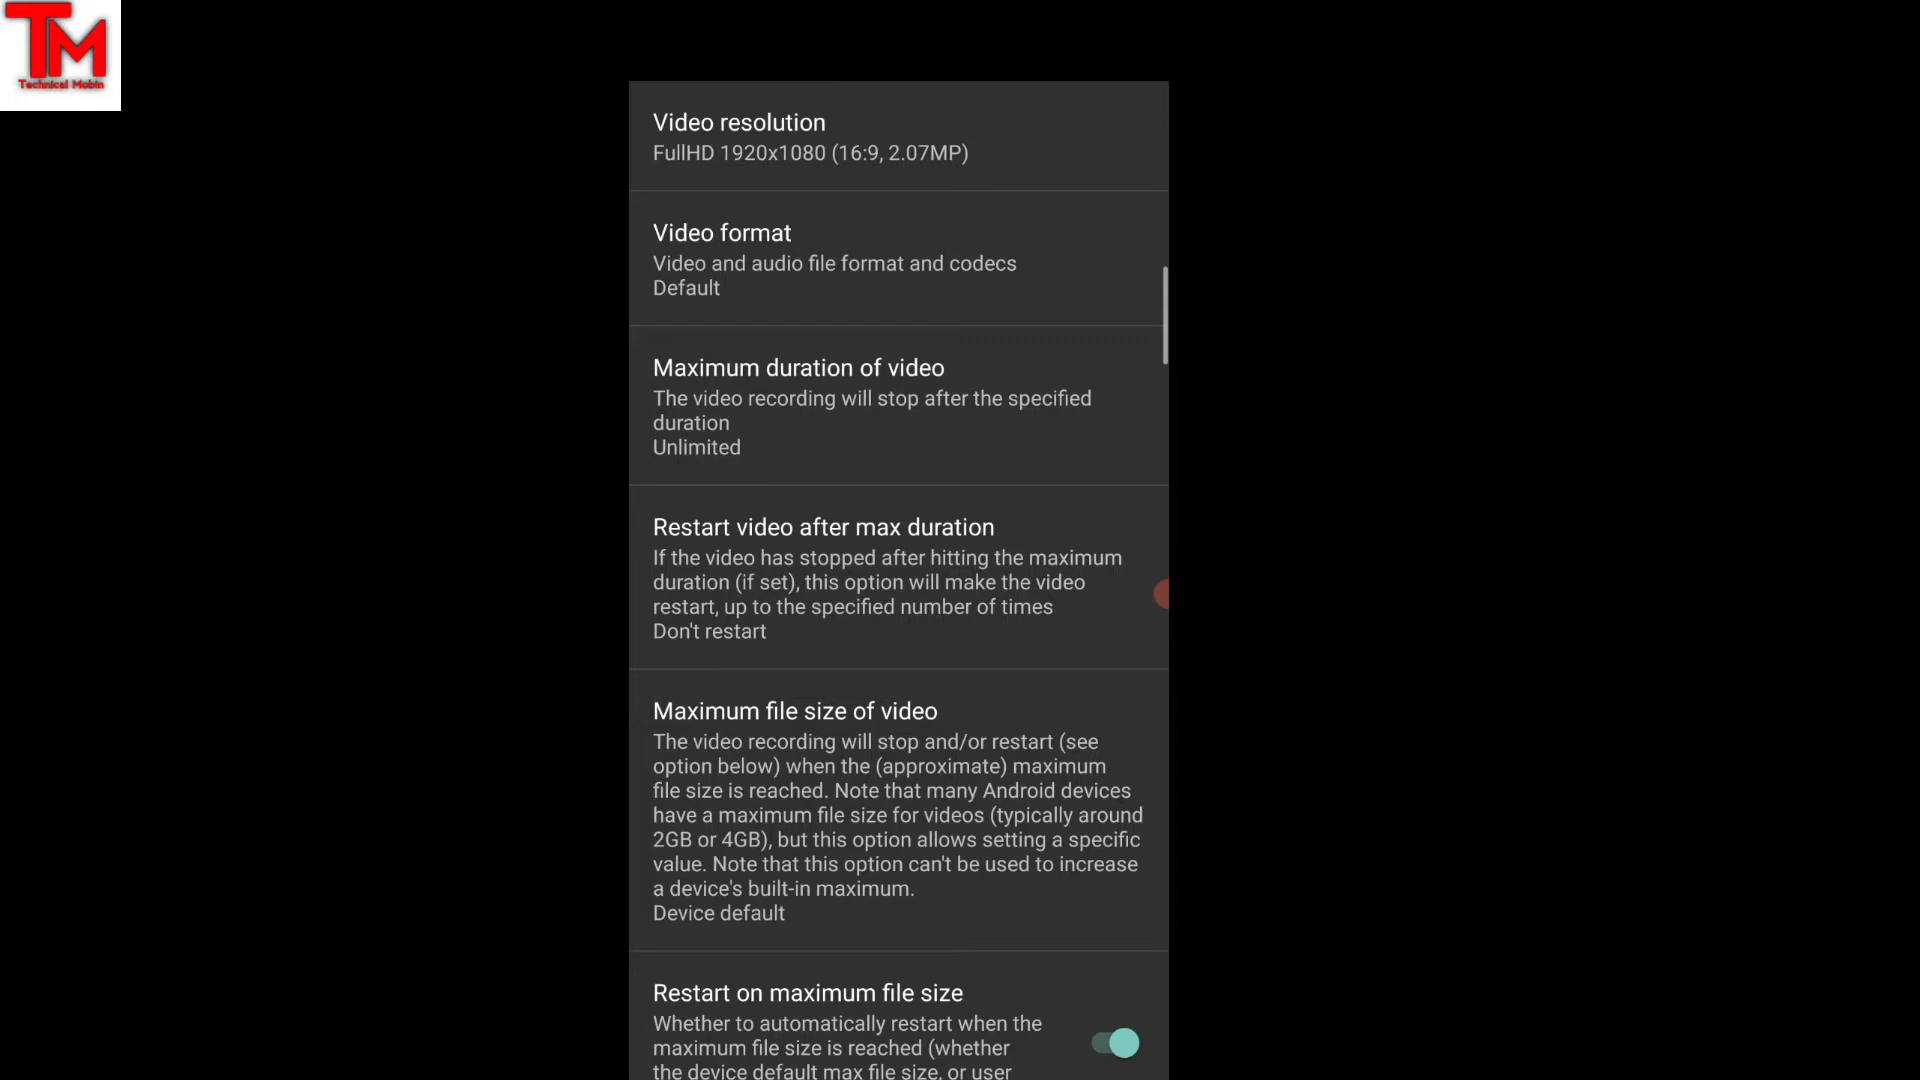 TM
Technical Mobin
Video resolution
FullHD 1920x1080 (16:9, 2.07MP)
Video format
Video and audio file format and codecs
Default
Maximum duration of video
The video recording will stop after the specified
duration
Unlimited
Restart video after max duration
If the video has stopped after hitting the maximum
duration (if set), this option will make the video
restart, up to the specified number of times
Don't restart
Maximum file size of video
The video recording will stop and/or restart (see
option below) when the (approximate) maximum
file size is reached. Note that many Android devices
have a maximum file size for videos (typically around
2GB or 4GB), but this option allows setting a specific
value. Note that this option can't be used to increase
a device's built-in maximum.
Device default
Restart on maximum file size
Whether to automatically restart when the
maximum file size is reached (whether
the device default max file size, or user